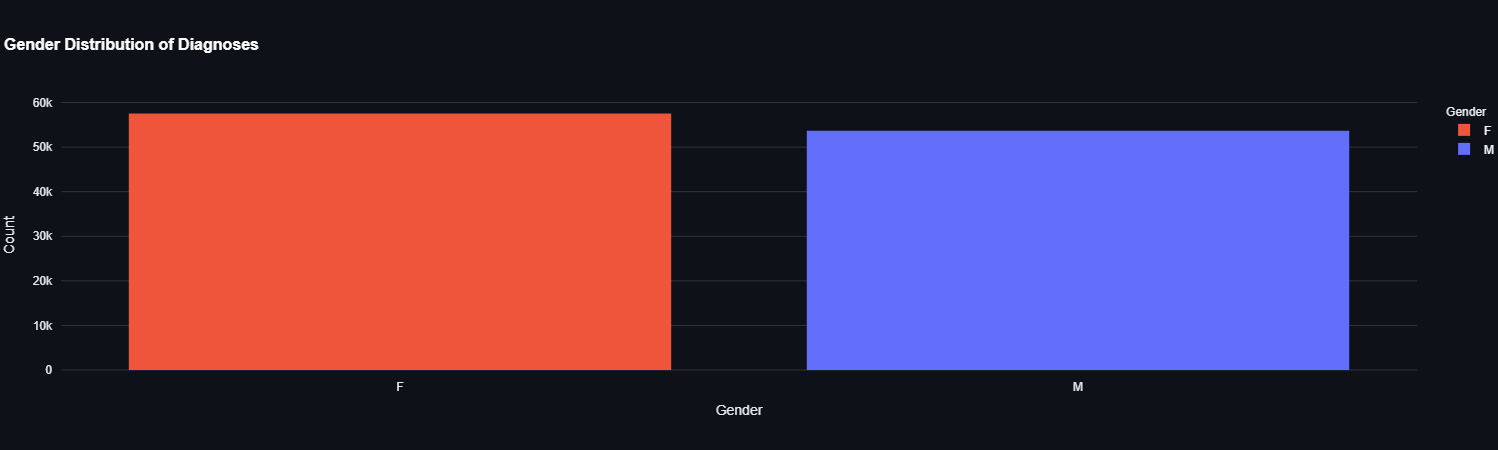 Gender Distribution of Diagnoses
60k
50k
40k
30k
20k
10k
0
Count
F
M
Gender
Gender
F
M